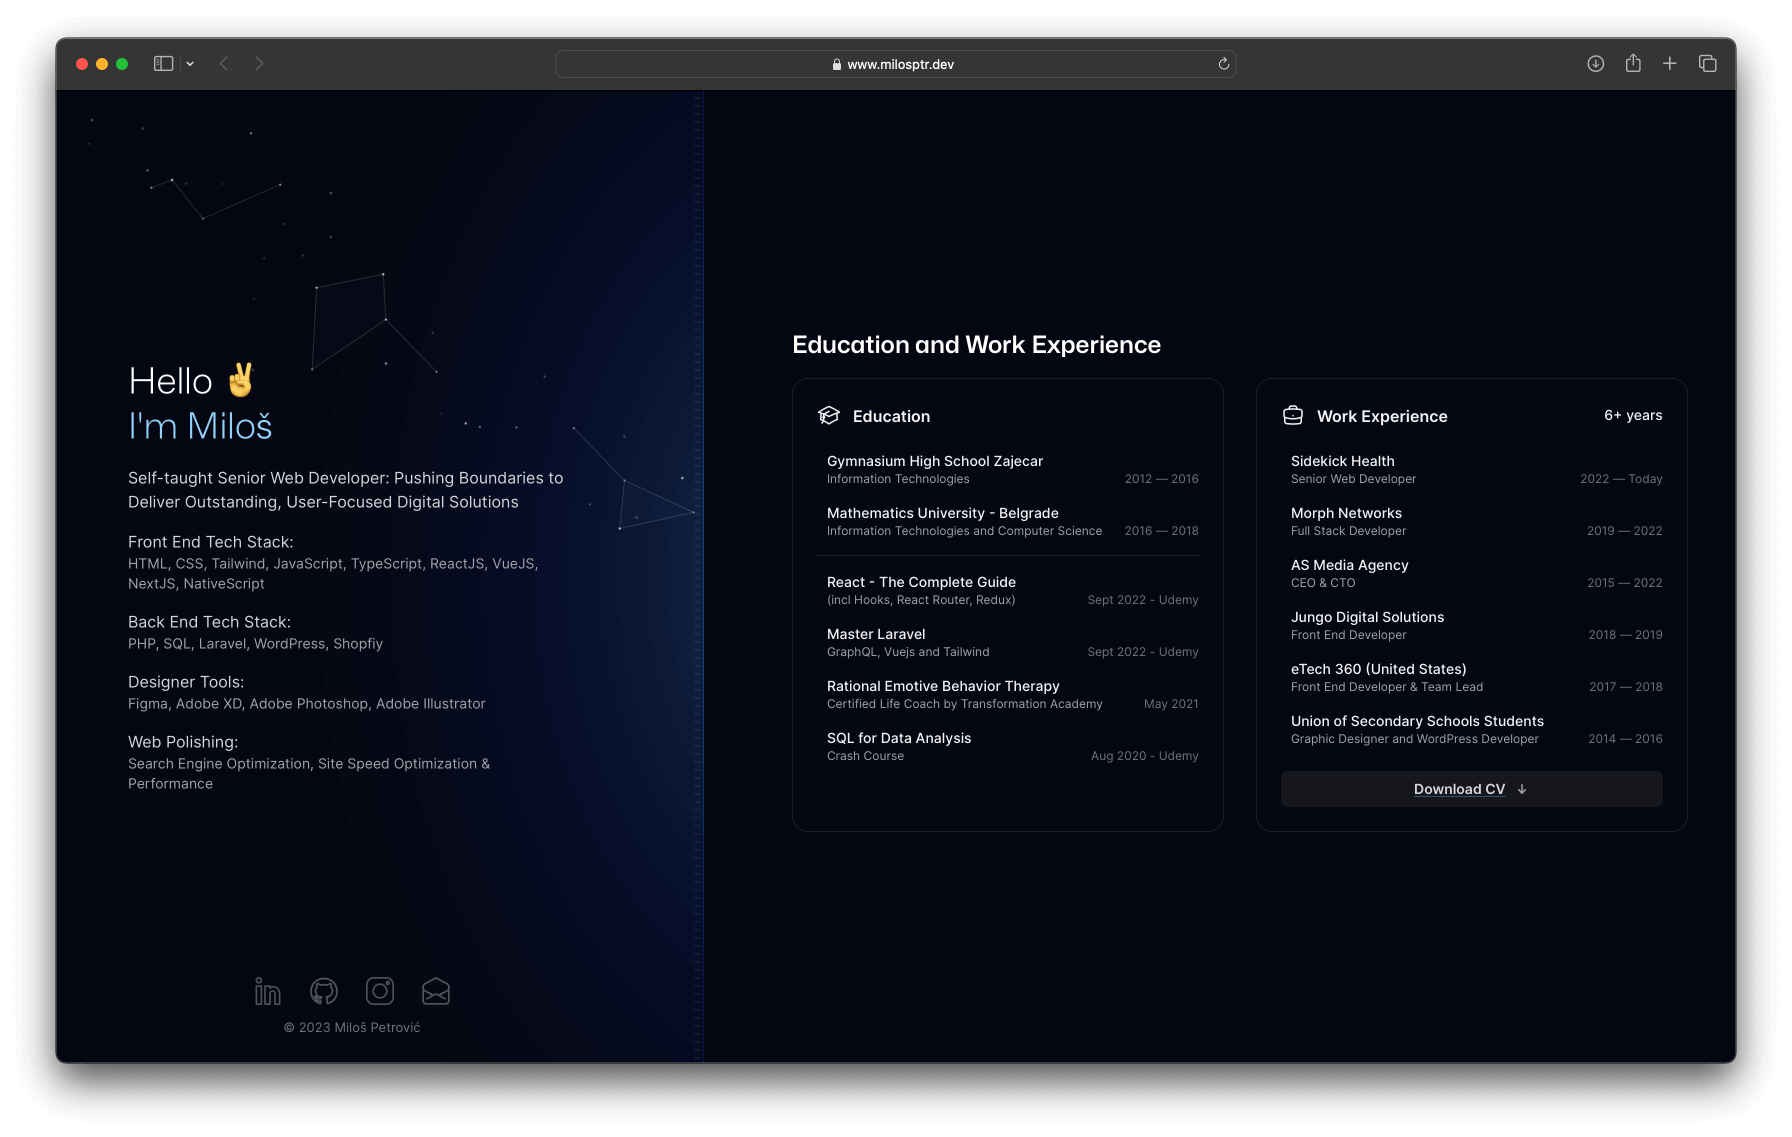 www.milosptr.dev
Hello ✌️
I'm Miloš
Self-taught Senior Web Developer: Pushing Boundaries to
Deliver Outstanding, User-Focused Digital Solutions
Front End Tech Stack:
HTML, CSS, Tailwind, JavaScript, TypeScript, ReactJS, VueJS,
NextJS, NativeScript
Back End Tech Stack:
PHP, SQL, Laravel, WordPress, Shopfiy
Designer Tools:
Figma, Adobe XD, Adobe Photoshop, Adobe Illustrator
Web Polishing:
Search Engine Optimization, Site Speed Optimization &
Performance
© 2023 Miloš Petrović
Education and Work Experience
Education
Gymnasium High School Zajecar
Information Technologies 2012 — 2016
Mathematics University - Belgrade
Information Technologies and Computer Science 2016 — 2018
React - The Complete Guide
(incl Hooks, React Router, Redux) Sept 2022 - Udemy
Master Laravel
GraphQL, Vuejs and Tailwind Sept 2022 - Udemy
Rational Emotive Behavior Therapy
Certified Life Coach by Transformation Academy May 2021
SQL for Data Analysis
Crash Course Aug 2020 - Udemy
Work Experience 6+ years
Sidekick Health
Senior Web Developer 2022 — Today
Morph Networks
Full Stack Developer 2019 — 2022
AS Media Agency
CEO & CTO 2015 — 2022
Jungo Digital Solutions
Front End Developer 2018 — 2019
eTech 360 (United States)
Front End Developer & Team Lead 2017 — 2018
Union of Secondary Schools Students
Graphic Designer and WordPress Developer 2014 — 2016
Download CV ↓